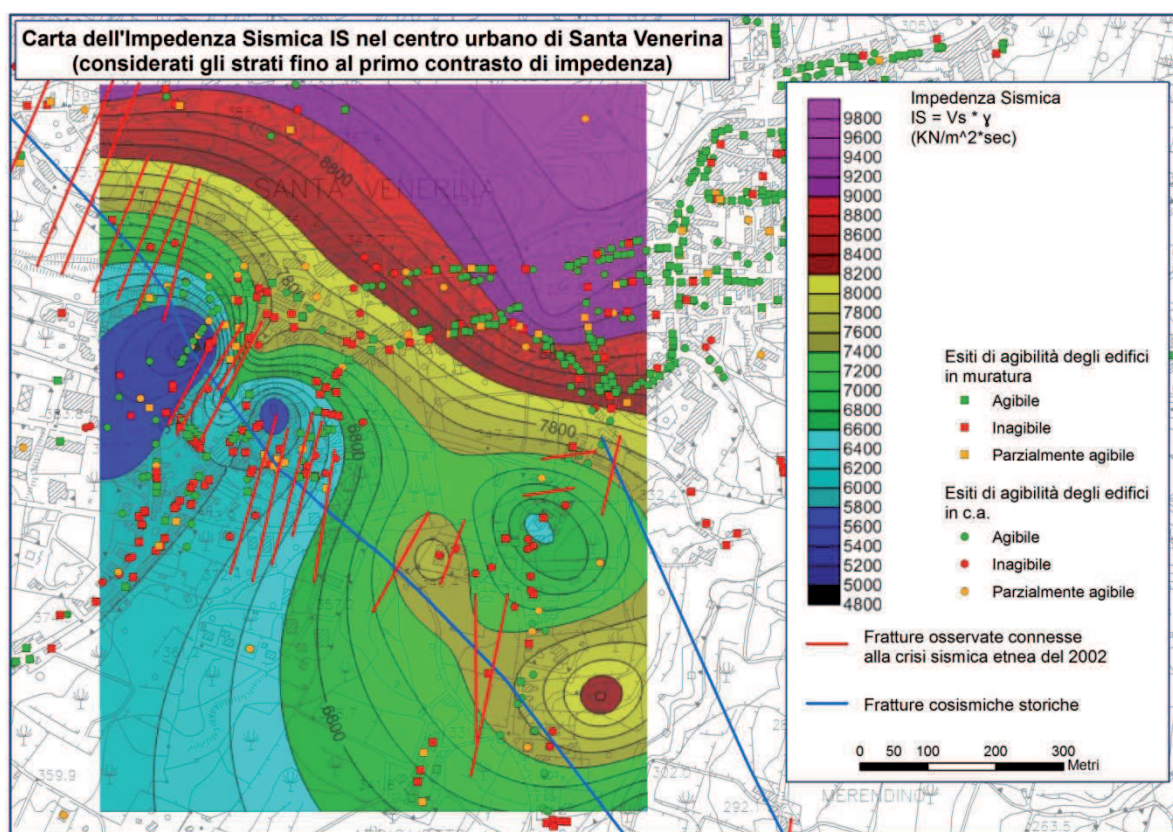 Carta dell'Impedenza Sismica IS nel centro urbano di Santa Venerina
(considerati gli strati fino al primo contrasto di impedenza)
SANTA VENERINA
8800
7800
6800
7800
6800
359.9
MERENDINO
Impedenza Sismica
IS = Vs * γ
(KN/m^2*sec)
9800
9600
9400
9200
9000
8800
8600
8400
8200
8000
7800
7600
7400
7200
7000
6800
6600
6400
6200
6000
5800
5600
5400
5200
5000
4800
Esiti di agibilità degli edifici
in muratura
Agibile
Inagibile
Parzialmente agibile
Esiti di agibilità degli edifici
in c.a.
Agibile
Inagibile
Parzialmente agibile
Fratture osservate connesse
alla crisi sismica etnea del 2002
Fratture cosismiche storiche
0 50 100 200 300
Metri